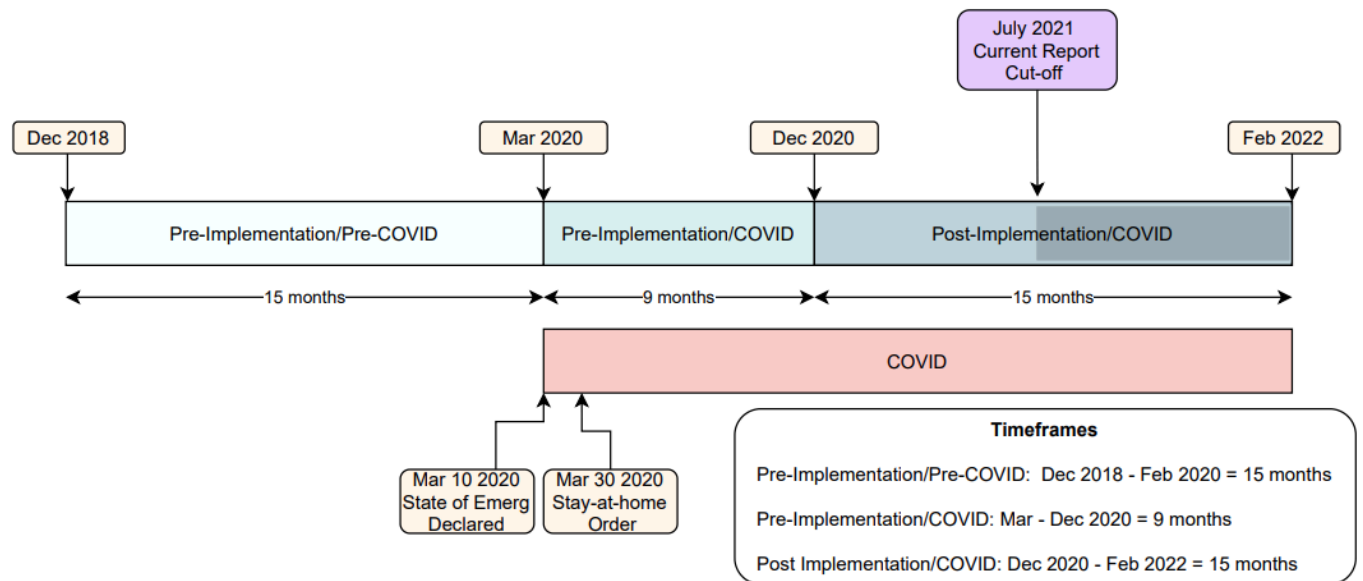 July 2021
Current Report
Cut-off
Dec 2018
Mar 2020
Dec 2020
Feb 2022
Pre-Implementation/Pre-COVID
Pre-Implementation/COVID
Post-Implementation/COVID
15 months
9 months
15 months
COVID
Mar 10 2020
State of Emerg
Declared
Mar 30 2020
Stay-at-home
Order
Timeframes
Pre-Implementation/Pre-COVID: Dec 2018 - Feb 2020 = 15 months
Pre-Implementation/COVID: Mar - Dec 2020 = 9 months
Post Implementation/COVID: Dec 2020 - Feb 2022 = 15 months